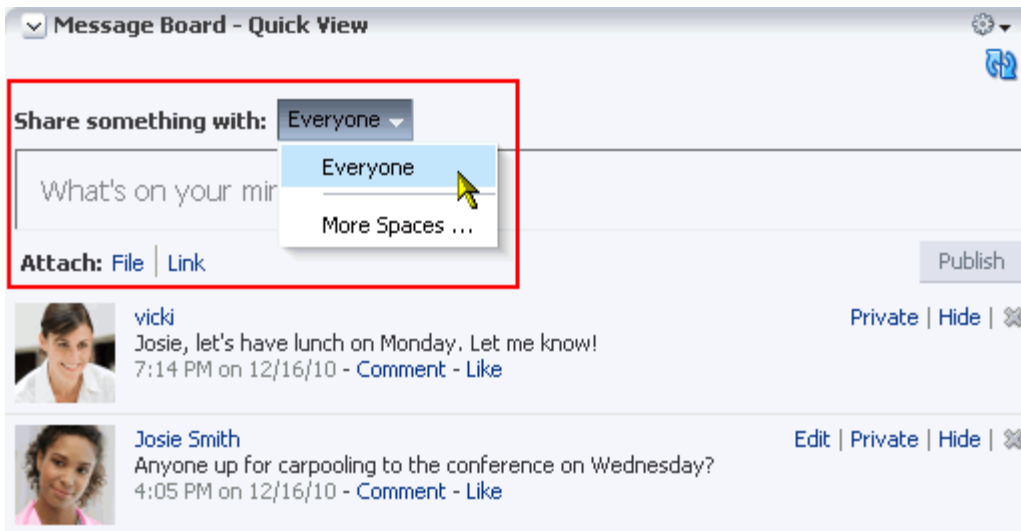 Message Board - Quick View
Share something with: Everyone
Everyone
What's on your
More Spaces ...
Attach: File | Link
Publish
vicki
Private | Hide |
Josie, let's have lunch on Monday. Let me know!
7:14 PM on 12/16/10 - Comment - Like
Josie Smith
Edit | Private | Hide |
Anyone up for carpooling to the conference on Wednesday?
4:05 PM on 12/16/10 - Comment - Like